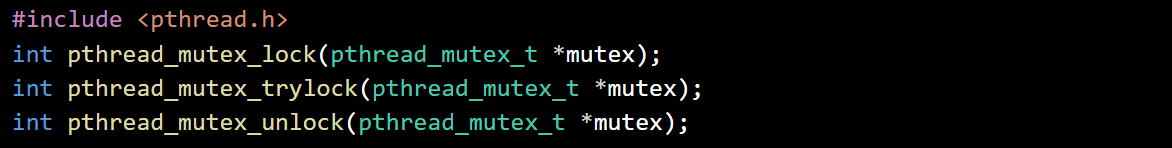 #include <pthread.h>
int pthread_mutex_lock(pthread_mutex_t *mutex);
int pthread_mutex_trylock(pthread_mutex_t *mutex);
int pthread_mutex_unlock(pthread_mutex_t *mutex);